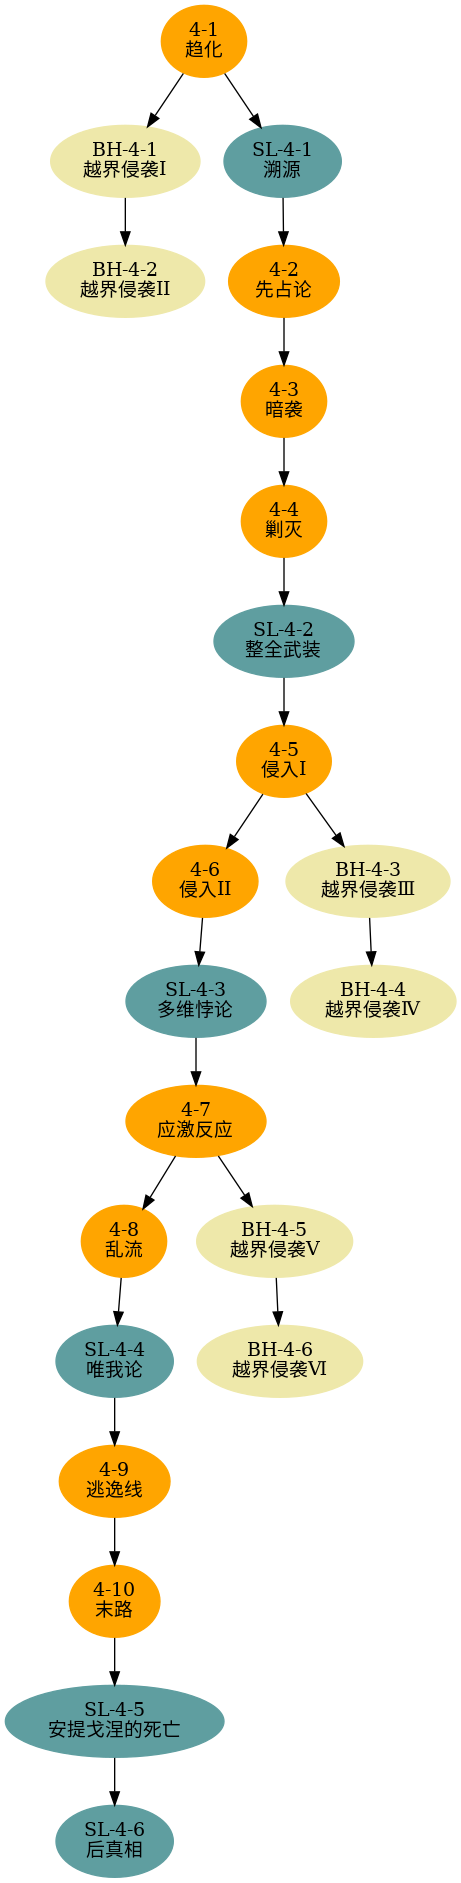 4-1
趋化
BH-4-1
越界侵袭I
SL-4-1
溯源
BH-4-2
越界侵袭II
4-2
先占论
4-3
暗袭
4-4
剿灭
SL-4-2
整全武装
4-5
侵入I
4-6
侵入II
BH-4-3
越界侵袭Ⅲ
SL-4-3
多维悖论
BH-4-4
越界侵袭Ⅳ
4-7
应激反应
4-8
乱流
BH-4-5
越界侵袭Ⅴ
SL-4-4
唯我论
BH-4-6
越界侵袭Ⅵ
4-9
逃逸线
4-10
末路
SL-4-5
安提戈涅的死亡
SL-4-6
后真相